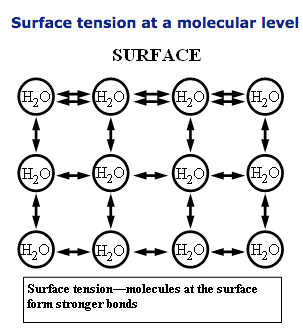 Surface tension at a molecular level
SURFACE
H₂O H₂O H₂O H₂O
H₂O H₂O H₂O H₂O
H₂O H₂O H₂O H₂O
Surface tension—molecules at the surface
form stronger bonds